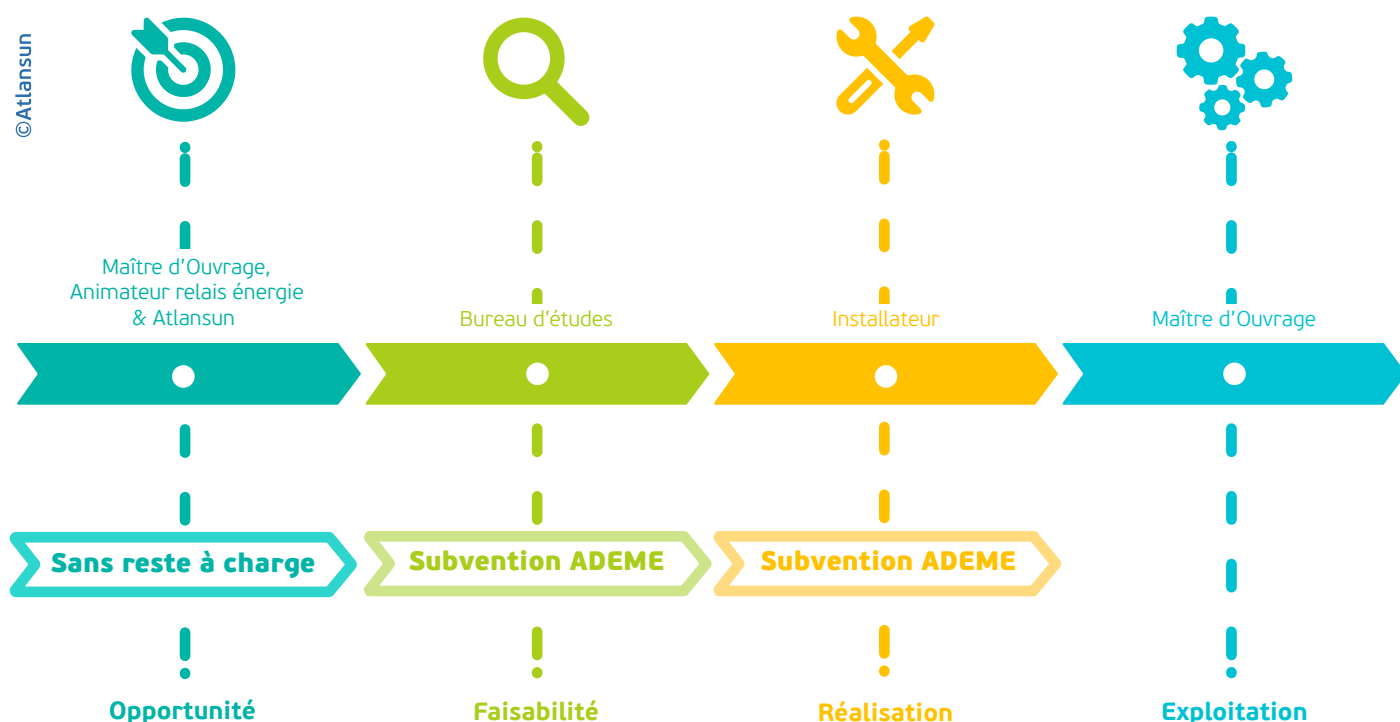 ©Atlansun
Maître d'Ouvrage,
Animateur relais énergie
& Atlansun
Bureau d'études
Installateur
Maître d'Ouvrage
Sans reste à charge
Subvention ADEME
Subvention ADEME
Opportunité
Faisabilité
Réalisation
Exploitation